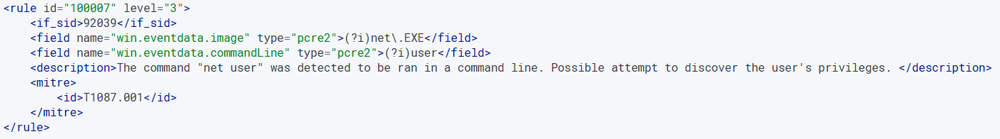 <rule id="100007" level="3">
    <if_sid>92039</if_sid>
    <field name="win.eventdata.image" type="pcre2">(?i)net\.EXE</field>
    <field name="win.eventdata.commandLine" type="pcre2">(?i)user</field>
    <description>The command "net user" was detected to be ran in a command line. Possible attempt to discover the user's privileges. </description>
    <mitre>
        <id>T1087.001</id>
    </mitre>
</rule>